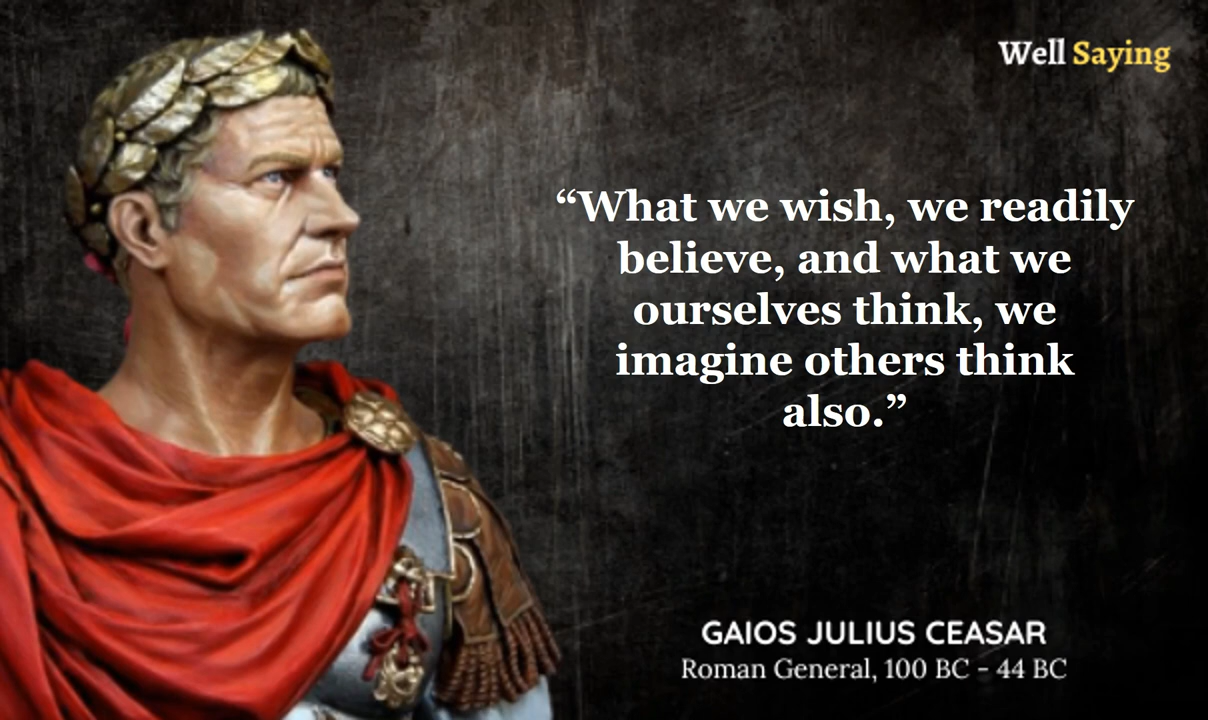 Well Saying
“What we wish, we readily
believe, and what we
ourselves think, we
imagine others think
also.”
GAIOS JULIUS CEASAR
Roman General, 100 BC - 44 BC